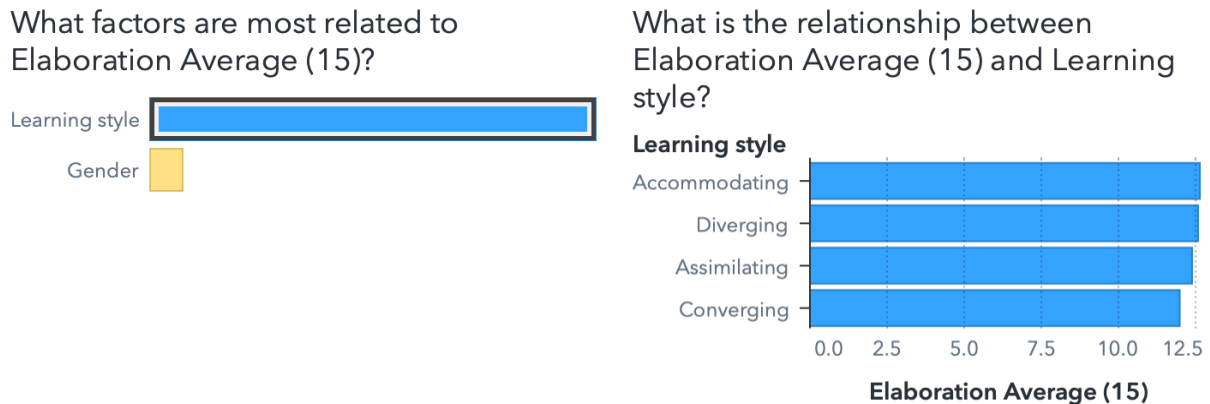 What factors are most related to
Elaboration Average (15)?
Learning style
Gender
What is the relationship between
Elaboration Average (15) and Learning
style?
Learning style
Accommodating
Diverging
Assimilating
Converging
0.0 2.5 5.0 7.5 10.0 12.5
Elaboration Average (15)